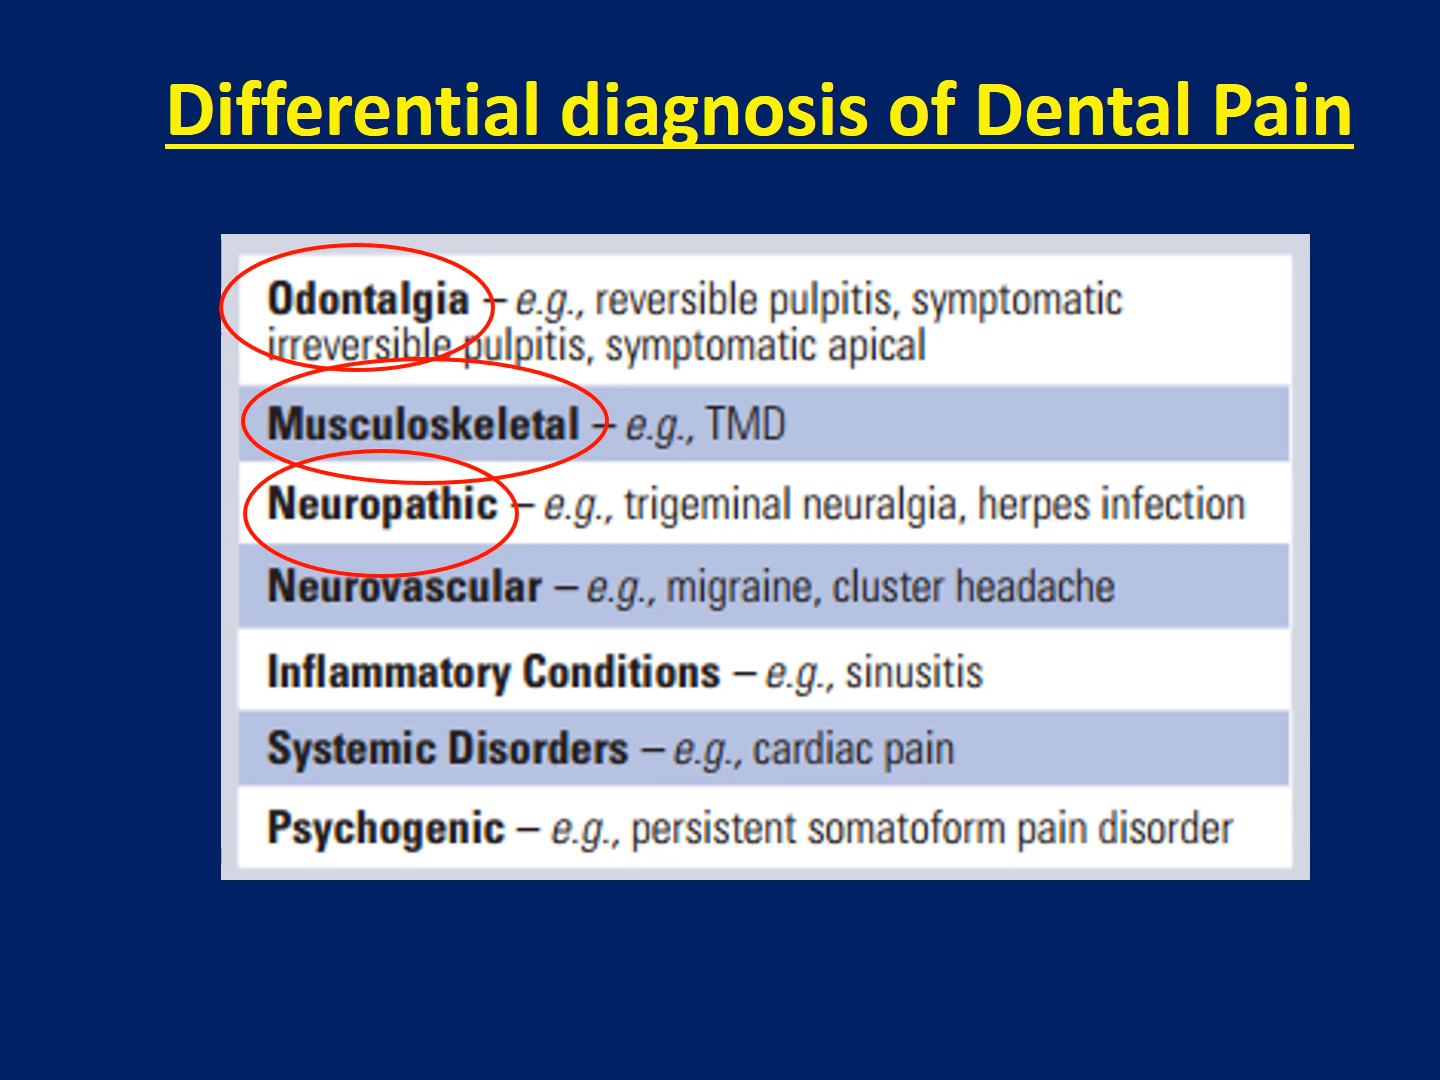 Differential diagnosis of Dental Pain
Odontalgia – e.g., reversible pulpitis, symptomatic
irreversible pulpitis, symptomatic apical
Musculoskeletal – e.g., TMD
Neuropathic – e.g., trigeminal neuralgia, herpes infection
Neurovascular – e.g., migraine, cluster headache
Inflammatory Conditions – e.g., sinusitis
Systemic Disorders – e.g., cardiac pain
Psychogenic – e.g., persistent somatoform pain disorder